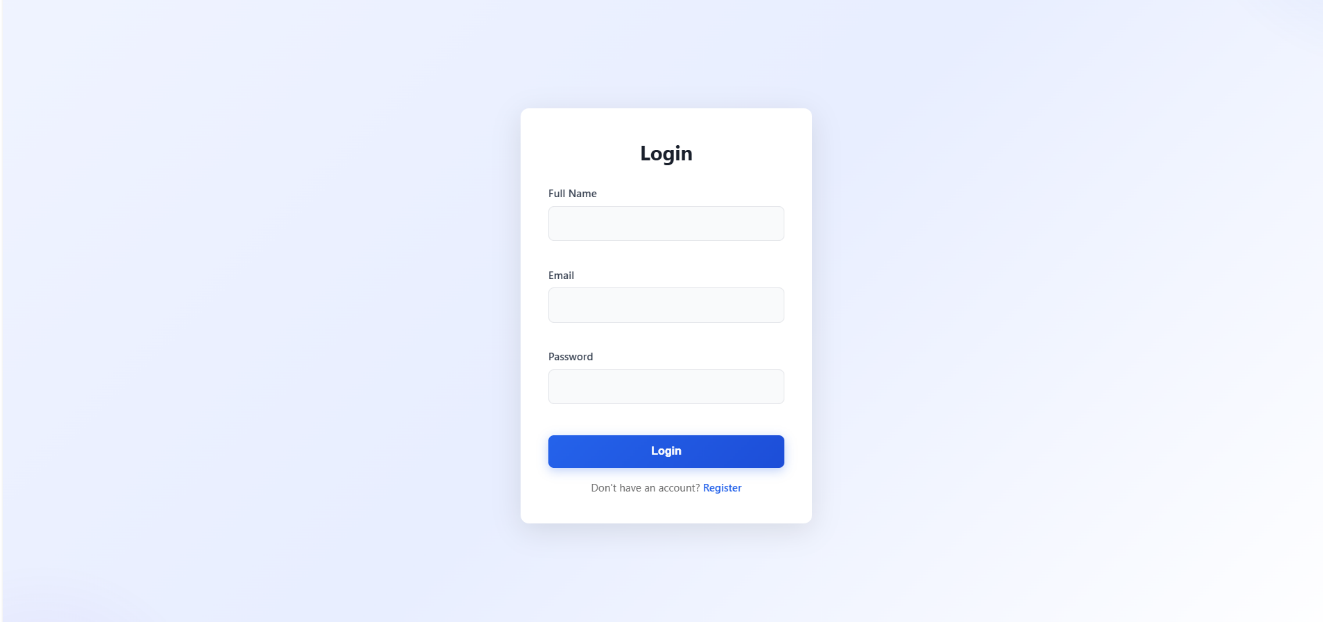 Login
Full Name
Email
Password
Login
Don't have an account? Register